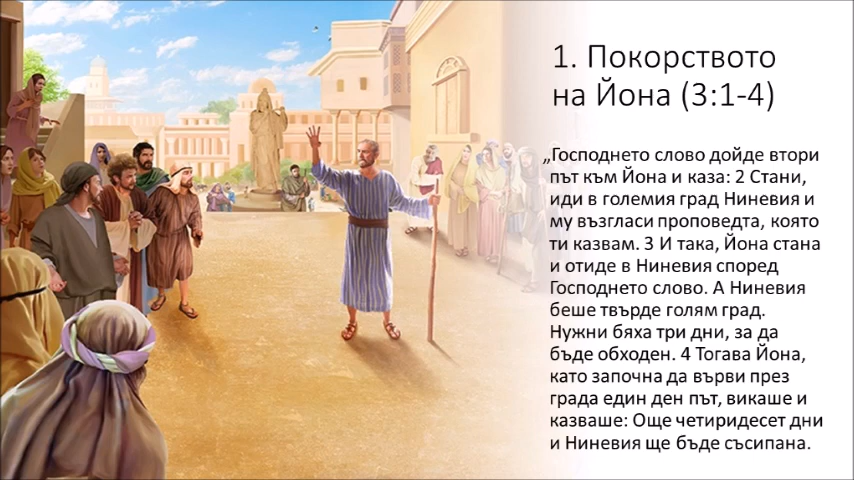 1. Покорството
на Йона (3:1-4)
„Господнето слово дойде втори
път към Йона и каза: 2 Стани,
иди в големия град Ниневия и
му възгласи проповедта, която
ти казвам. 3 И така, Йона стана
и отиде в Ниневия според
Господнето слово. А Ниневия
беше твърде голям град.
Нужни бяха три дни, за да
бъде обходен. 4 Тогава Йона,
като започна да върви през
града един ден път, викаше и
казваше: Още четиридесет дни
и Ниневия ще бъде съсипана.